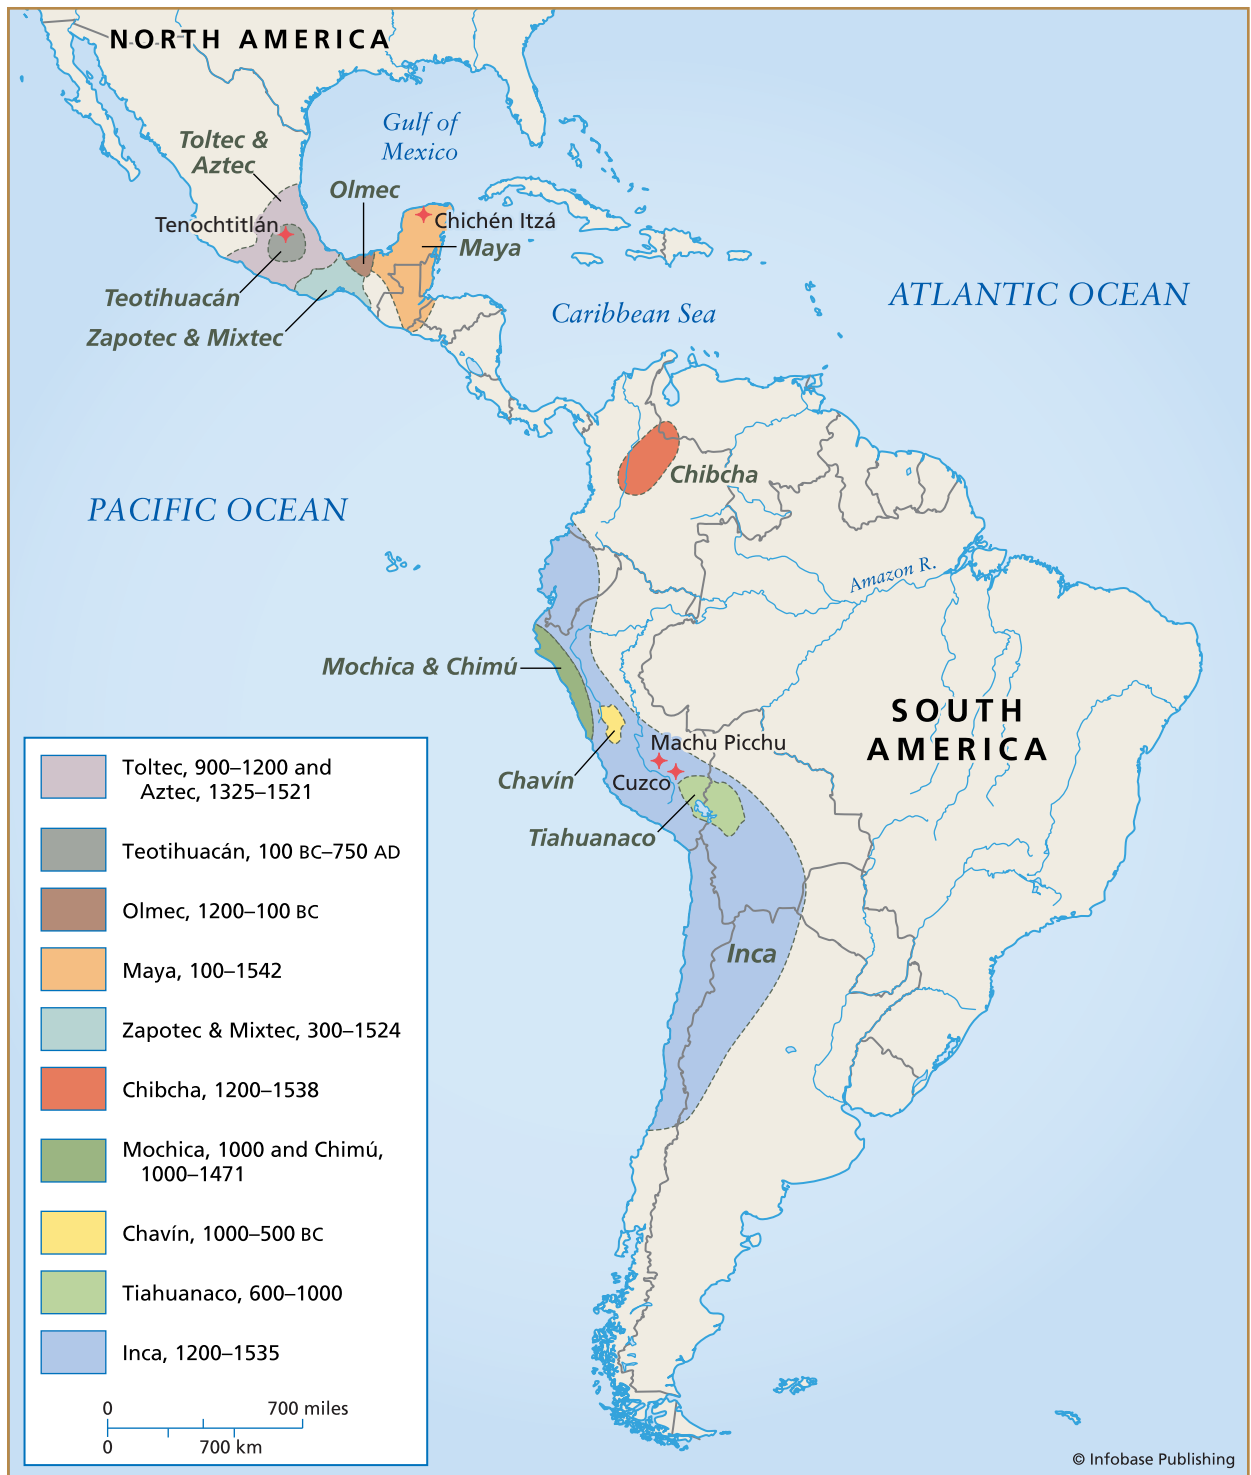 NORTH AMERICA
Gulf of
Mexico
Toltec &
Aztec
Olmec
Tenochtitlán
Chichén Itzá
Maya
Teotihuacán
Zapotec & Mixtec
Caribbean Sea
ATLANTIC OCEAN
Chibcha
PACIFIC OCEAN
Amazon R.
Mochica & Chimú
SOUTH
AMERICA
Machu Picchu
Chavín
Cuzco
Tiahuanaco
Inca
Toltec, 900–1200 and
Aztec, 1325–1521
Teotihuacán, 100 BC–750 AD
Olmec, 1200–100 BC
Maya, 100–1542
Zapotec & Mixtec, 300–1524
Chibcha, 1200–1538
Mochica, 1000 and Chimú,
1000–1471
Chavín, 1000–500 BC
Tiahuanaco, 600–1000
Inca, 1200–1535
0 700 miles
0 700 km
© Infobase Publishing